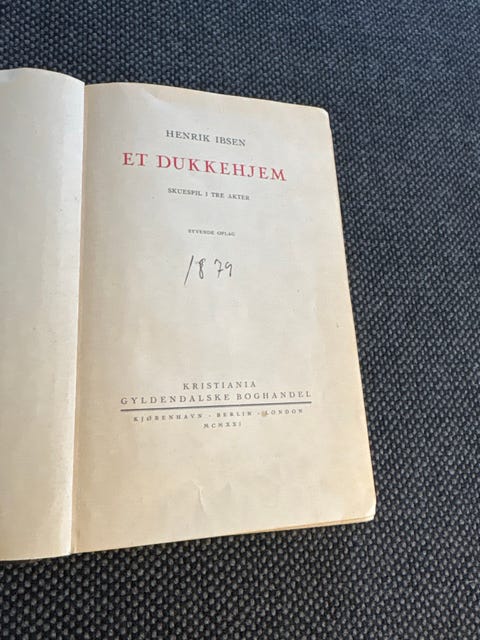 HENRIK IBSEN
ET DUKKEHJEM
SKUESPIL I TRE AKTER
SYVENDE OPLAG
1879
KRISTIANIA
GYLDENDALSKE BOGHANDEL
KJØBENHAVN - BERLIN - LONDON
MCMXXI